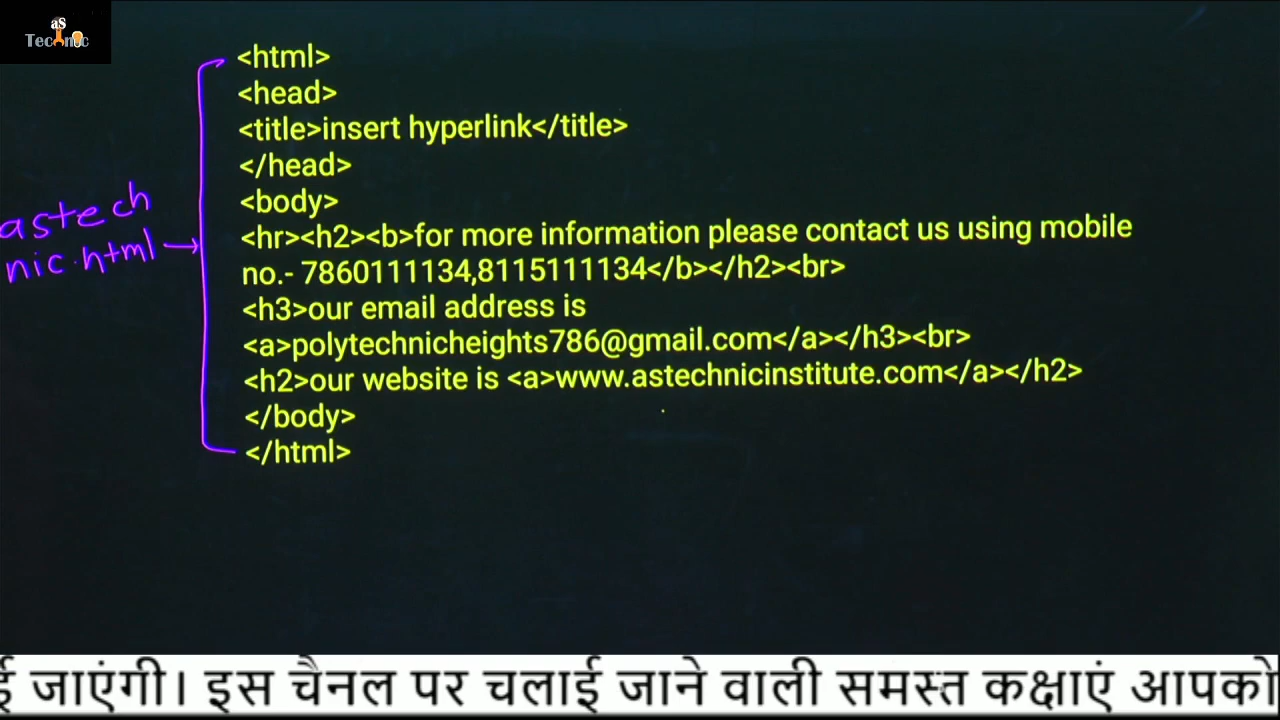 as
Tec nic
<html>
<head>
<title>insert hyperlink</title>
</head>
<body>
<hr><h2><b>for more information please contact us using mobile
no.- 7860111134,8115111134</b></h2><br>
<h3>our email address is
<a>polytechnicheights786@gmail.com</a></h3><br>
<h2>our website is <a>www.astechnicinstitute.com</a></h2>
</body>
</html>
astech
nic.html
ई जाएंगी। इस चैनल पर चलाई जाने वाली समस्त कक्षाएं आपको